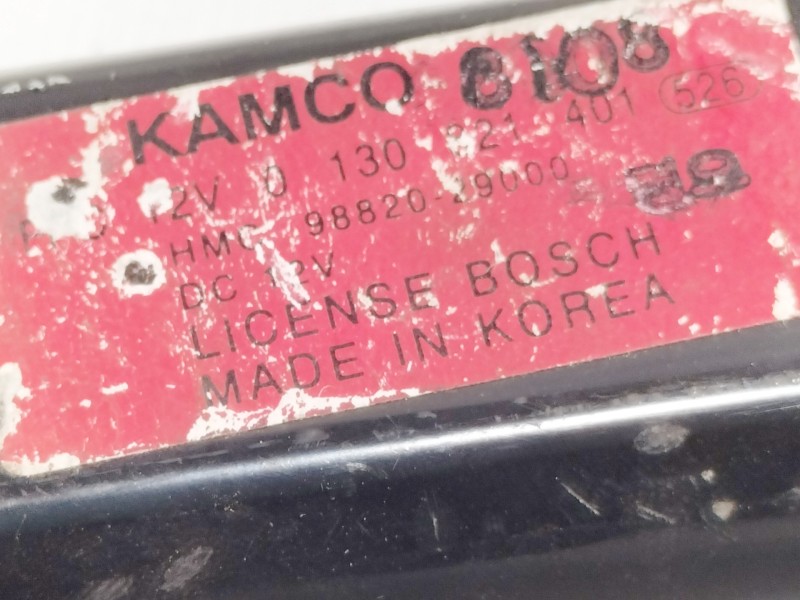 KAMCO 8108
12V 0 130 821 401 526
HMC 98820-29000
DC 12V
LICENSE BOSCH
MADE IN KOREA